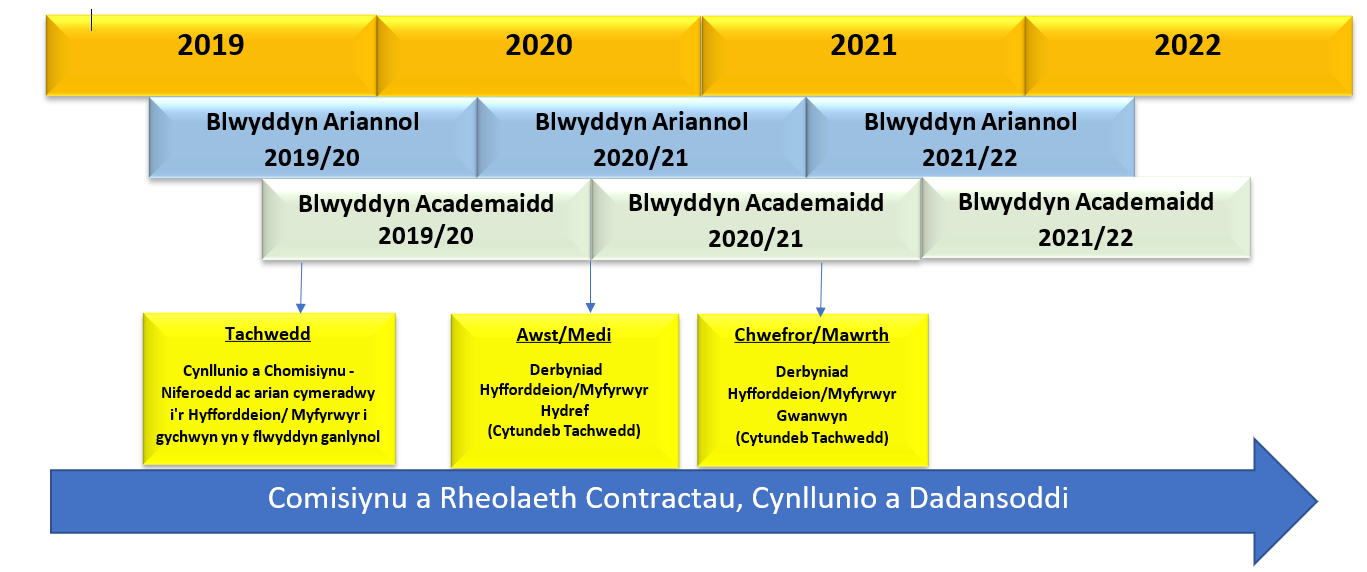 2019
2020
2021
2022
Blwyddyn Ariannol
2019/20
Blwyddyn Ariannol
2020/21
Blwyddyn Ariannol
2021/22
Blwyddyn Academaidd
2019/20
Blwyddyn Academaidd
2020/21
Blwyddyn Academaidd
2021/22
Tachwedd
Cynllunio a Chomisiynu -
Niferoedd ac arian cymeradwy
i'r Hyfforddeion/ Myfyrwyr i
gychwyn yn y flwyddyn ganlynol
Awst/Medi
Derbyniad
Hyfforddeion/Myfyrwyr
Hydref
(Cytundeb Tachwedd)
Chwefror/Mawrth
Derbyniad
Hyfforddeion/Myfyrwyr
Gwanwyn
(Cytundeb Tachwedd)
Comisiynu a Rheolaeth Contractau, Cynllunio a Dadansoddi